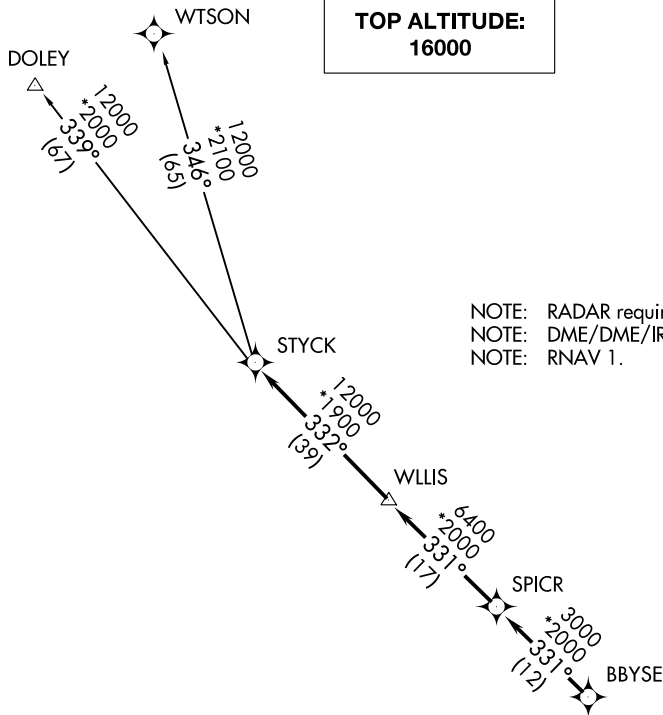 WTSON
TOP ALTITUDE:
16000
DOLEY
12000
*2000
339°
(67)
12000
*2100
346°
(65)
NOTE: RADAR
NOTE:
NOTE: RNAV 1.
STYCK
12000
*1900
332°
(39)
WLLIS
6400
*2000
331°
(17)
SPICR
3000
*2000
331°
(12)
BBYSE